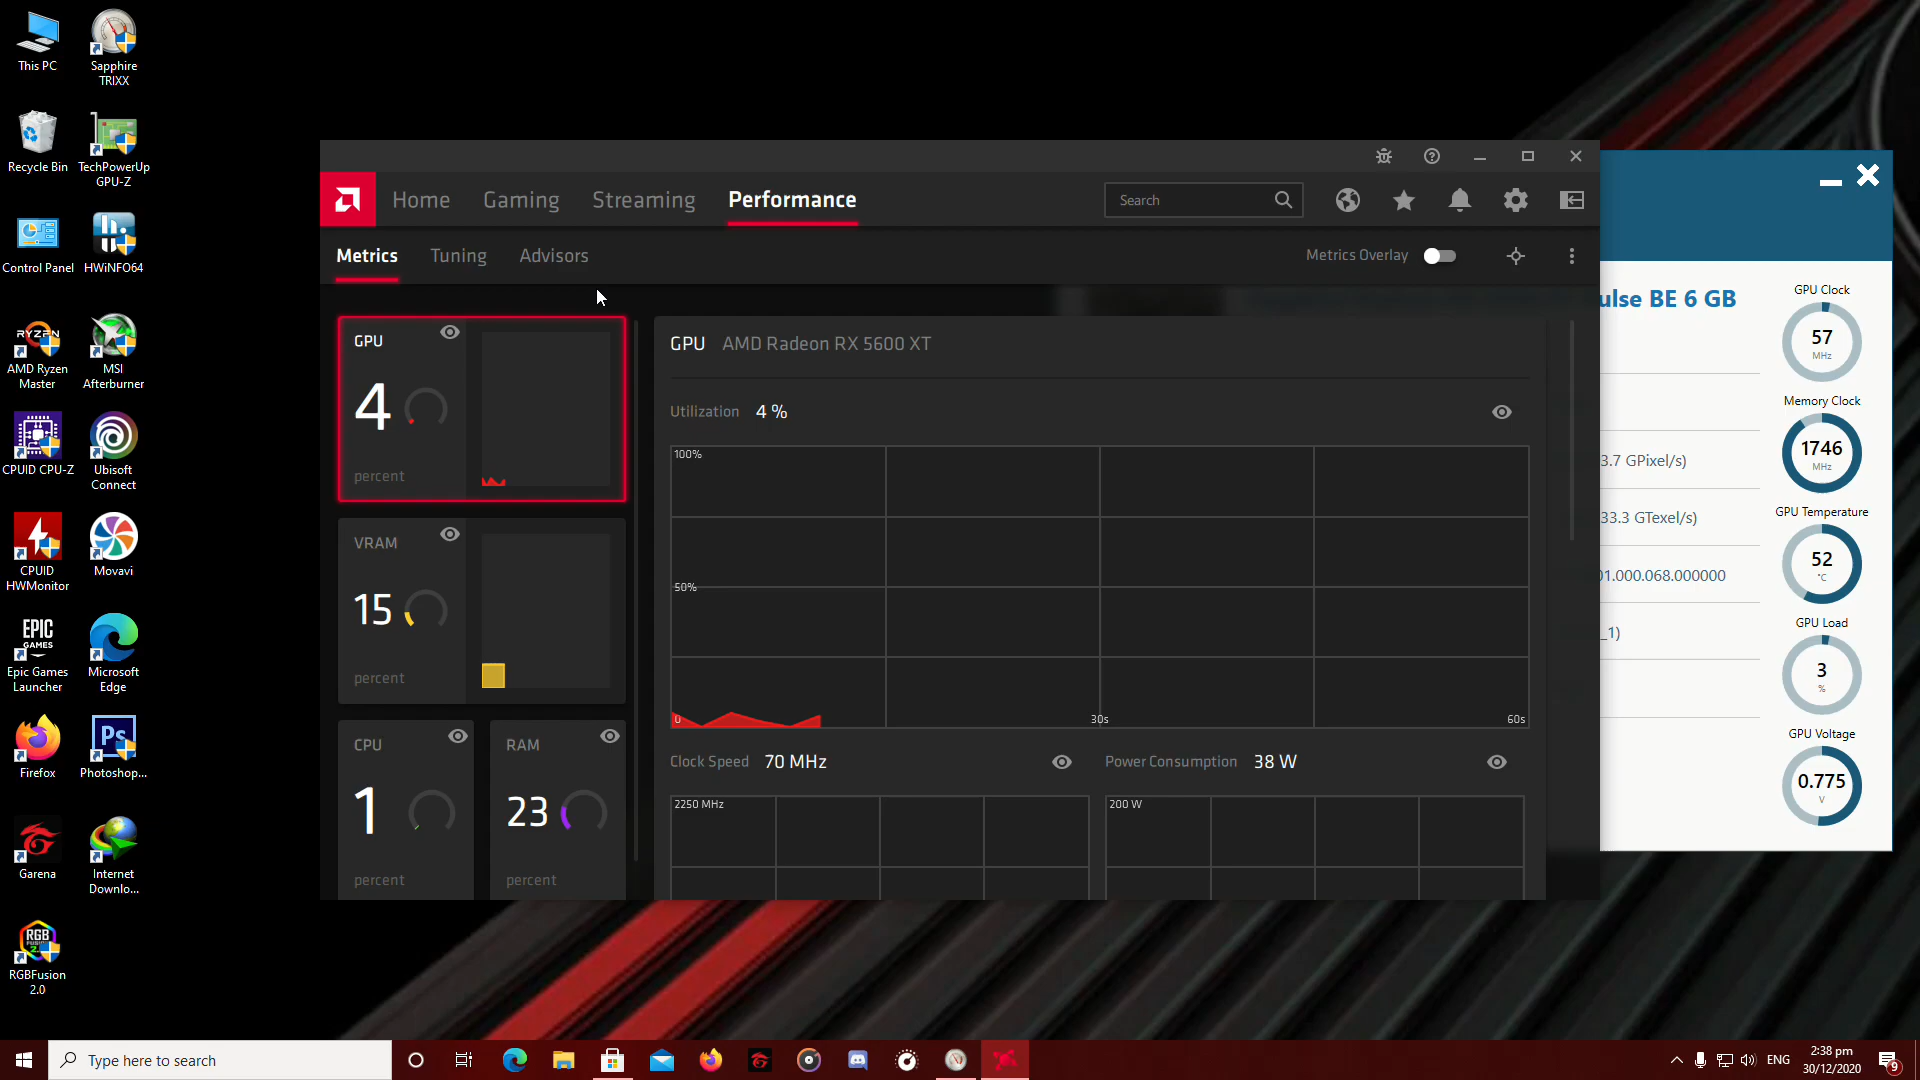 This PC
Sapphire
TRIXX
Recycle Bin
TechPowerUp
GPU-Z
Control Panel
HWiNFO64
RYZEN
AMD Ryzen
Master
MSI
Afterburner
CPUID CPU-Z
Ubisoft
Connect
CPUID
HWMonitor
Movavi
EPIC
GAMES
Epic Games
Launcher
Microsoft
Edge
Firefox
Ps
Photoshop...
Garena
Internet
Downlo...
RGB
RGBFusion
2.0
Home
Gaming
Streaming
Performance
Search
Metrics
Tuning
Advisors
Metrics Overlay
GPU
4
percent
VRAM
15
percent
CPU
1
percent
RAM
23
percent
GPU AMD Radeon RX 5600 XT
Utilization 4 %
100%
50%
0
30s
60s
Clock Speed 70 MHz
2250 MHz
Power Consumption 38 W
200 W
ulse BE 6 GB
3.7 GPixel/s)
33.3 GTexel/s)
01.000.068.000000
_1)
GPU Clock
57
MHz
Memory Clock
1746
MHz
GPU Temperature
52
°C
GPU Load
3
%
GPU Voltage
0.775
V
Type here to search
ENG
2:38 pm
30/12/2020
9